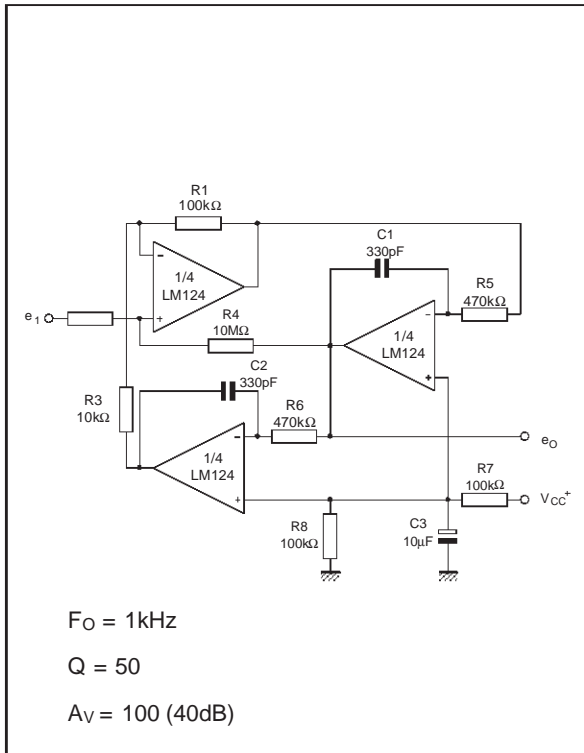 R1
100kΩ
C1
330pF
1/4
LM124
R5
470kΩ
e1
R4
10MΩ
1/4
LM124
C2
330pF
R3
10kΩ
R6
470kΩ
1/4
LM124
eO
R7
100kΩ
VCC+
R8
100kΩ
C3
10μF
FO = 1kHz
Q = 50
AV = 100 (40dB)